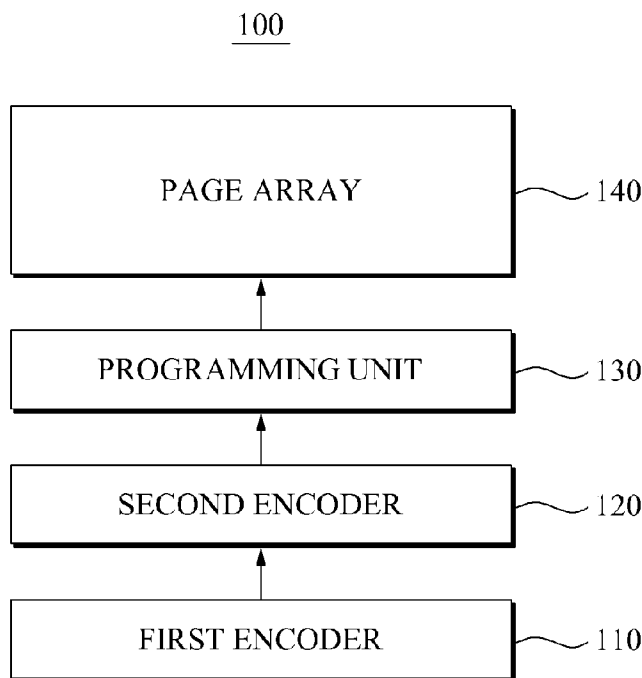 100
PAGE ARRAY
140
PROGRAMMING UNIT
130
SECOND ENCODER
120
FIRST ENCODER
110